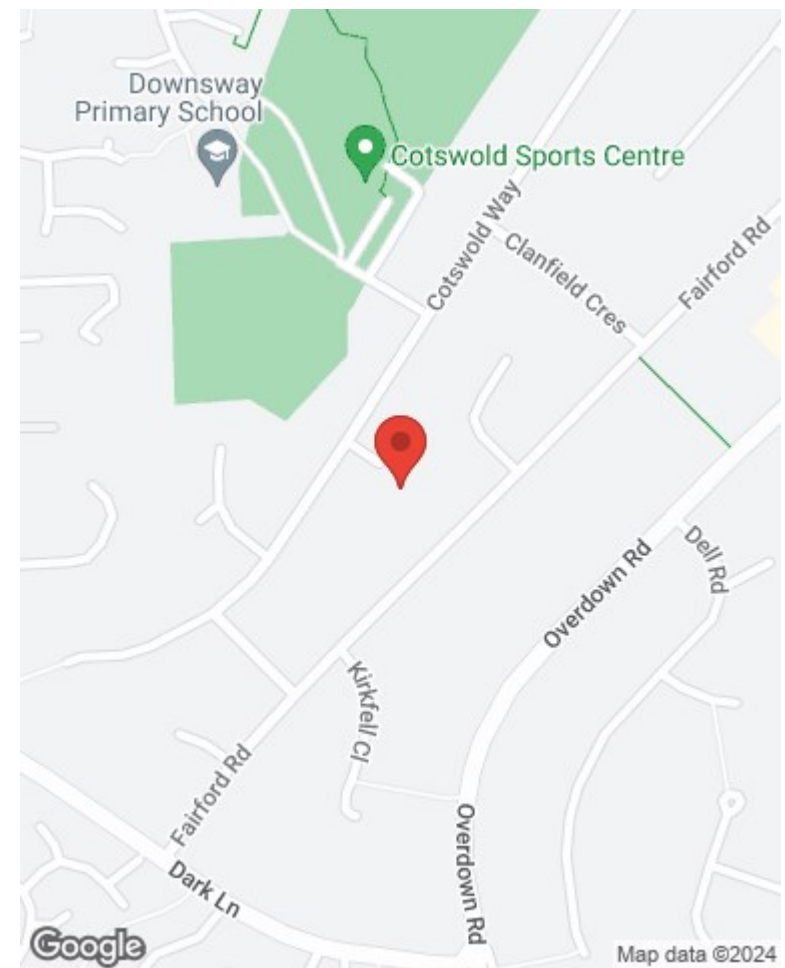 Downsway
Primary School
Cotswold Sports Centre
Cotswold Way
Clanfield Cres
Fairford Rd
Dell Rd
Overdown Rd
Kirkfell Cl
Fairford Rd
Overdown Rd
Dark Ln
Google
Map data ©2024